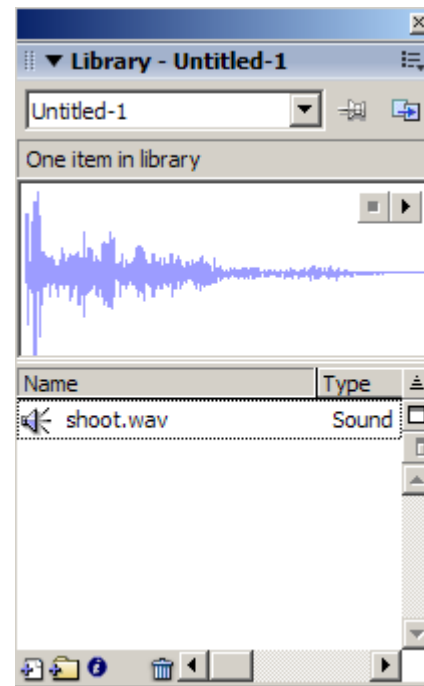 Library - Untitled-1
Untitled-1
One item in library
Name Type
shoot.wav Sound